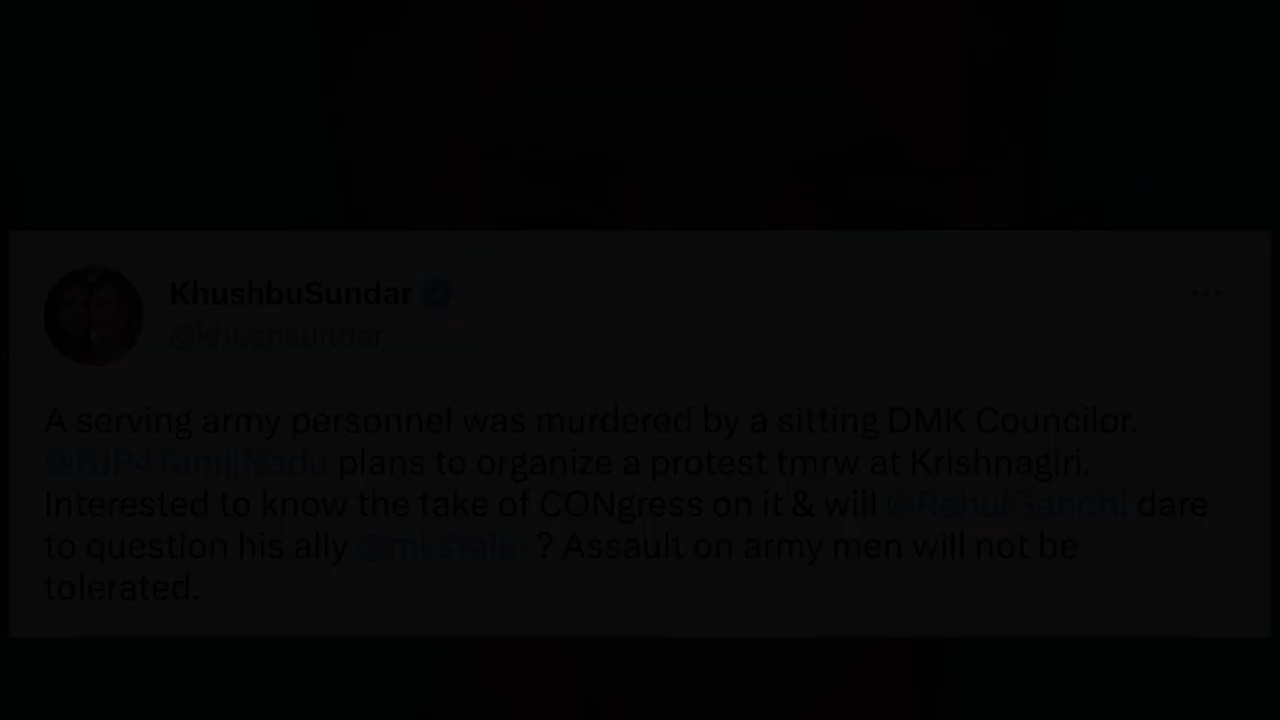 KhushbuSundar
@khushsundar
A serving army personnel was murdered by a sitting DMK Councilor.
@BJP4TamilNadu plans to organize a protest tmrw at Krishnagiri.
Interested to know the take of CONgress on it & will @RahulGandhi dare
to question his ally @mkstalin ? Assault on army men will not be
tolerated.